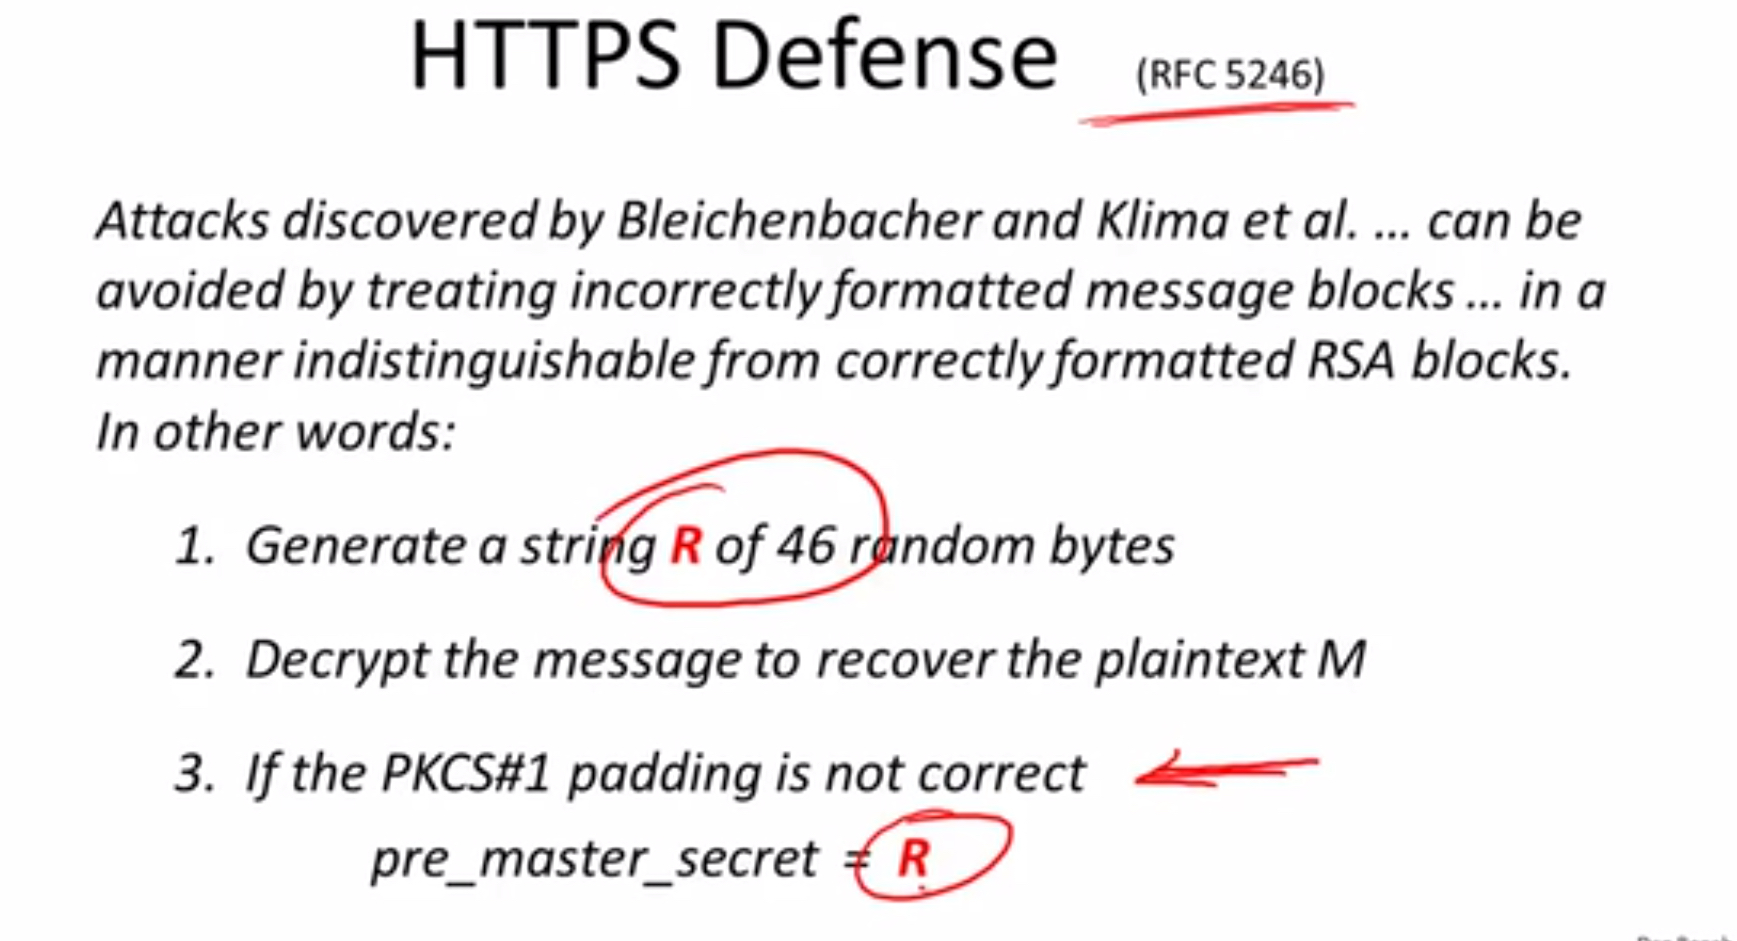 HTTPS Defense (RFC 5246)
Attacks discovered by Bleichenbacher and Klima et al. … can be
avoided by treating incorrectly formatted message blocks … in a
manner indistinguishable from correctly formatted RSA blocks.
In other words:
1. Generate a string R of 46 random bytes
2. Decrypt the message to recover the plaintext M
3. If the PKCS#1 padding is not correct
pre_master_secret = R